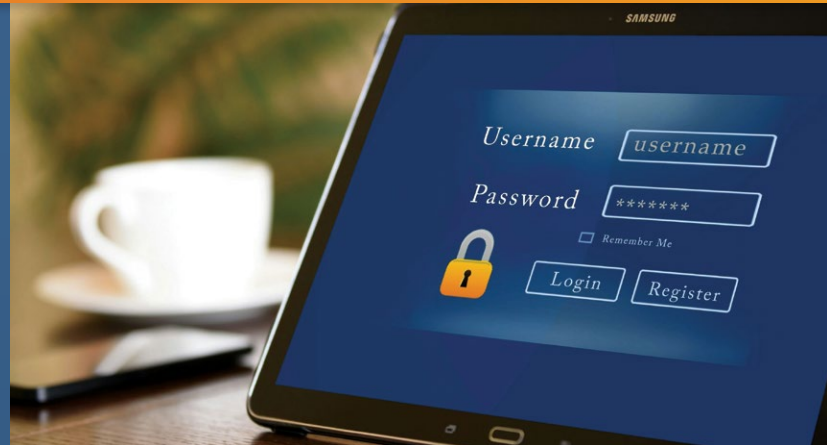 SAMSUNG
Username username
Password *******
Remember Me
Login Register